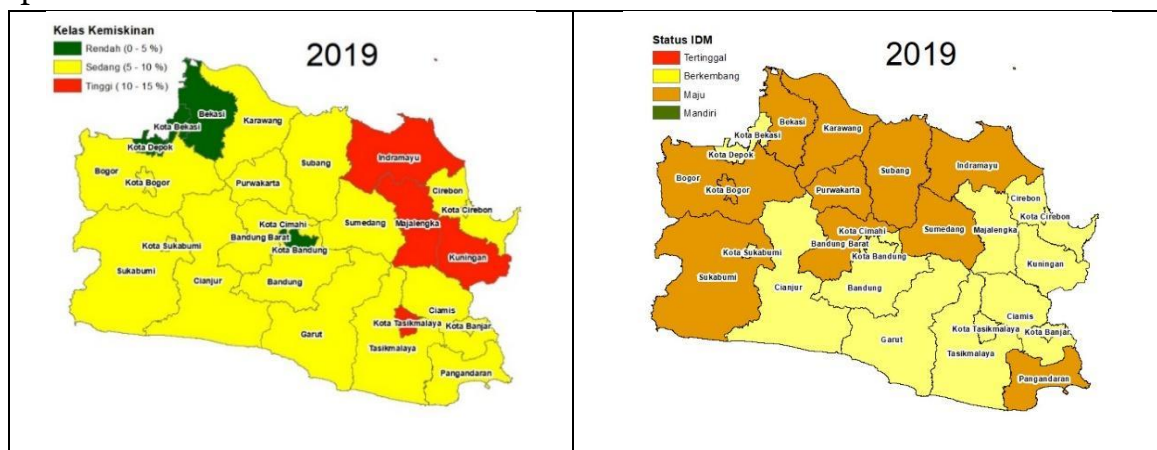 Kelas Kemiskinan
Rendah (0 - 5 %)
Sedang (5 - 10 %)
Tinggi ( 10 - 15 %)
2019
Bekasi
Kota Bekasi
Karawang
Kota Depok
Subang
Indramayu
Bogor
Kota Bogor
Purwakarta
Cirebon
Kota Cirebon
Kota Cimahi
Sumedang
Majalengka
Bandung Barat
Kota Sukabumi
Kota Bandung
Kuningan
Sukabumi
Cianjur
Bandung
Ciamis
Kota Tasikmalaya
Kota Banjar
Garut
Tasikmalaya
Pangandaran
Status IDM
Tertinggal
Berkembang
Maju
Mandiri
2019
Bekasi
Kota Bekasi
Karawang
Kota Depok
Indramayu
Subang
Bogor
Kota Bogor
Purwakarta
Cirebon
Kota Cirebon
Kota Cimahi
Sumedang
Majalengka
Bandung Barat
Kota Sukabumi
Kota Bandung
Kuningan
Sukabumi
Cianjur
Bandung
Ciamis
Kota Tasikmalaya
Kota Banjar
Garut
Tasikmalaya
Pangandaran